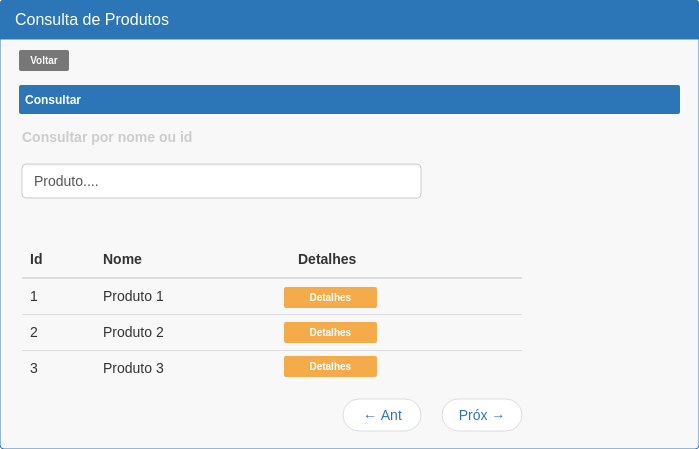 Consulta de Produtos
Voltar
Consultar
Consultar por nome ou id
Produto....
Id Nome Detalhes
1 Produto 1 Detalhes
2 Produto 2 Detalhes
3 Produto 3 Detalhes
← Ant Próx →